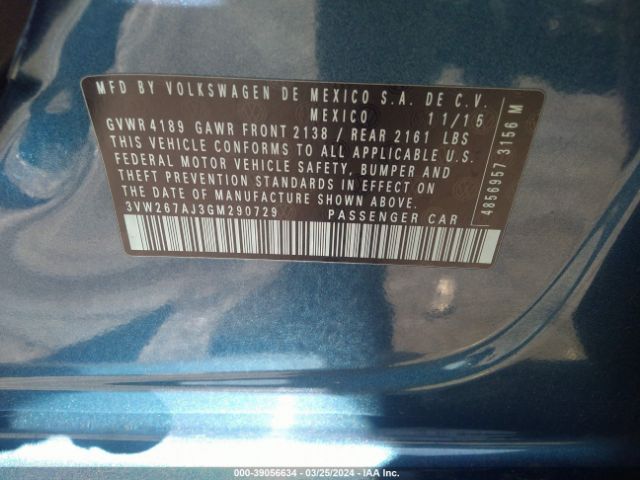 MFD BY VOLKSWAGEN DE MEXICO S.A. DE C.V.
MEXICO 11/15
GVWR 4189 GAWR FRONT 2138 / REAR 2161 LBS
THIS VEHICLE CONFORMS TO ALL APPLICABLE U.S.
FEDERAL MOTOR VEHICLE SAFETY, BUMPER AND
THEFT PREVENTION STANDARDS IN EFFECT ON
THE DATE OF MANUFACTURE SHOWN ABOVE.
3VW267AJ3GM290729 PASSENGER CAR
4856957 3156 M
000-39056634 - 03/25/2024 - IAA Inc.